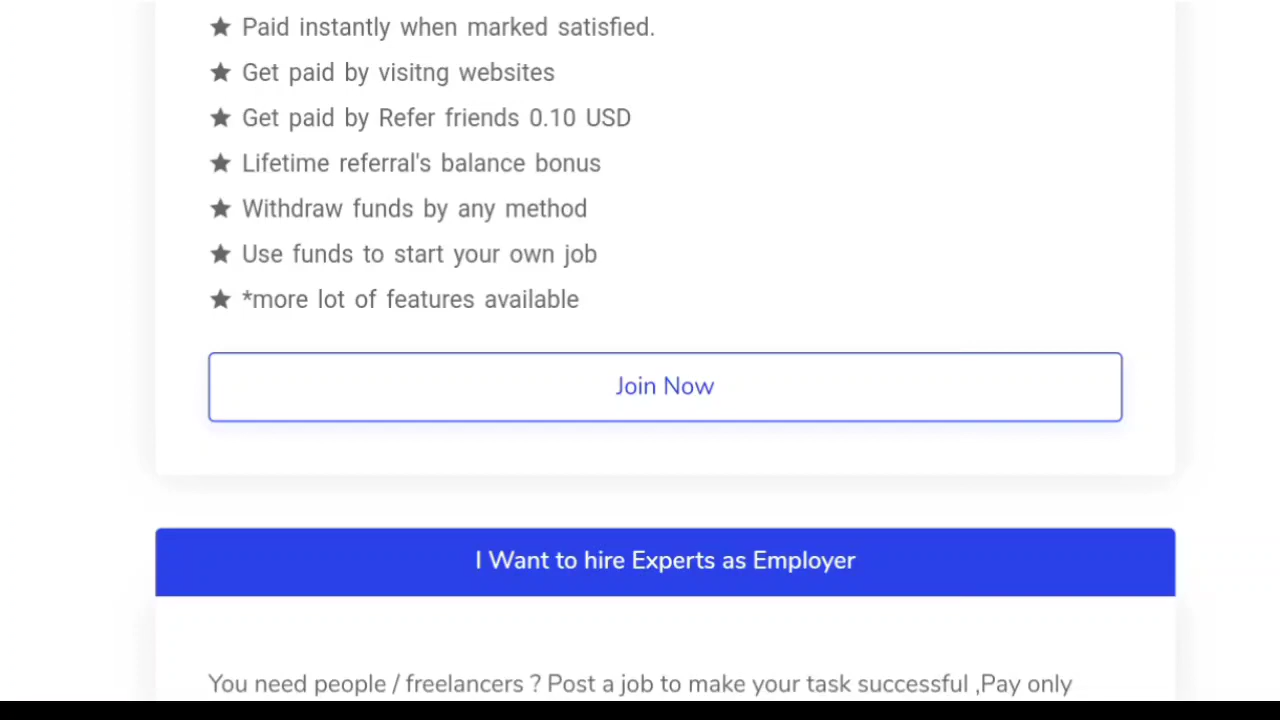 ★ Paid instantly when marked satisfied.
★ Get paid by visitng websites
★ Get paid by Refer friends 0.10 USD
★ Lifetime referral's balance bonus
★ Withdraw funds by any method
★ Use funds to start your own job
★ *more lot of features available
Join Now
I Want to hire Experts as Employer
You need people / freelancers ? Post a job to make your task successful ,Pay only